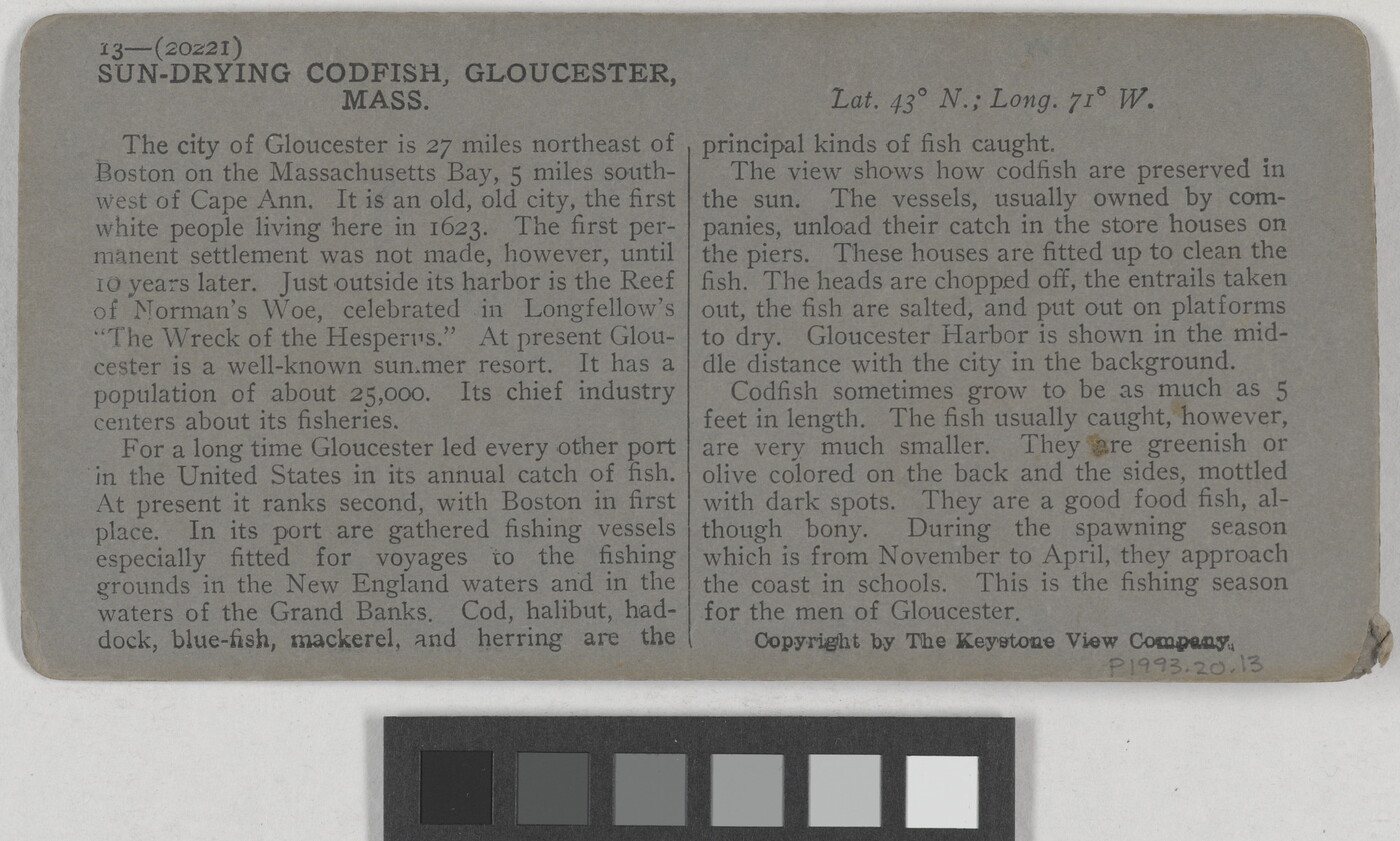 13—(20221)
SUN-DRYING CODFISH, GLOUCESTER,
MASS.
The city of Gloucester is 27 miles northeast of
Boston on the Massachusetts Bay, 5 miles south-
west of Cape Ann. It is an old, old city, the first
white people living here in 1623. The first per-
manent settlement was not made, however, until
10 years later. Just outside its harbor is the Reef
of Norman's Woe, celebrated in Longfellow's
"The Wreck of the Hesperus." At present Glou-
cester is a well-known summer resort. It has a
population of about 25,000. Its chief industry
centers about its fisheries.
For a long time Gloucester led every other port
in the United States in its annual catch of fish.
At present it ranks second, with Boston in first
place. In its port are gathered fishing vessels
especially fitted for voyages to the fishing
grounds in the New England waters and in the
waters of the Grand Banks. Cod, halibut, had-
dock, blue-fish, mackerel, and herring are the
Lat. 43° N.; Long. 71° W.
principal kinds of fish caught.
The view shows how codfish are preserved in
the sun. The vessels, usually owned by com-
panies, unload their catch in the store houses on
the piers. These houses are fitted up to clean the
fish. The heads are chopped off, the entrails taken
out, the fish are salted, and put out on platforms
to dry. Gloucester Harbor is shown in the mid-
dle distance with the city in the background.
Codfish sometimes grow to be as much as 5
feet in length. The fish usually caught, however,
are very much smaller. They are greenish or
olive colored on the back and the sides, mottled
with dark spots. They are a good food fish, al-
though bony. During the spawning season
which is from November to April, they approach
the coast in schools. This is the fishing season
for the men of Gloucester.
Copyright by The Keystone View Company.
P1993.20.13